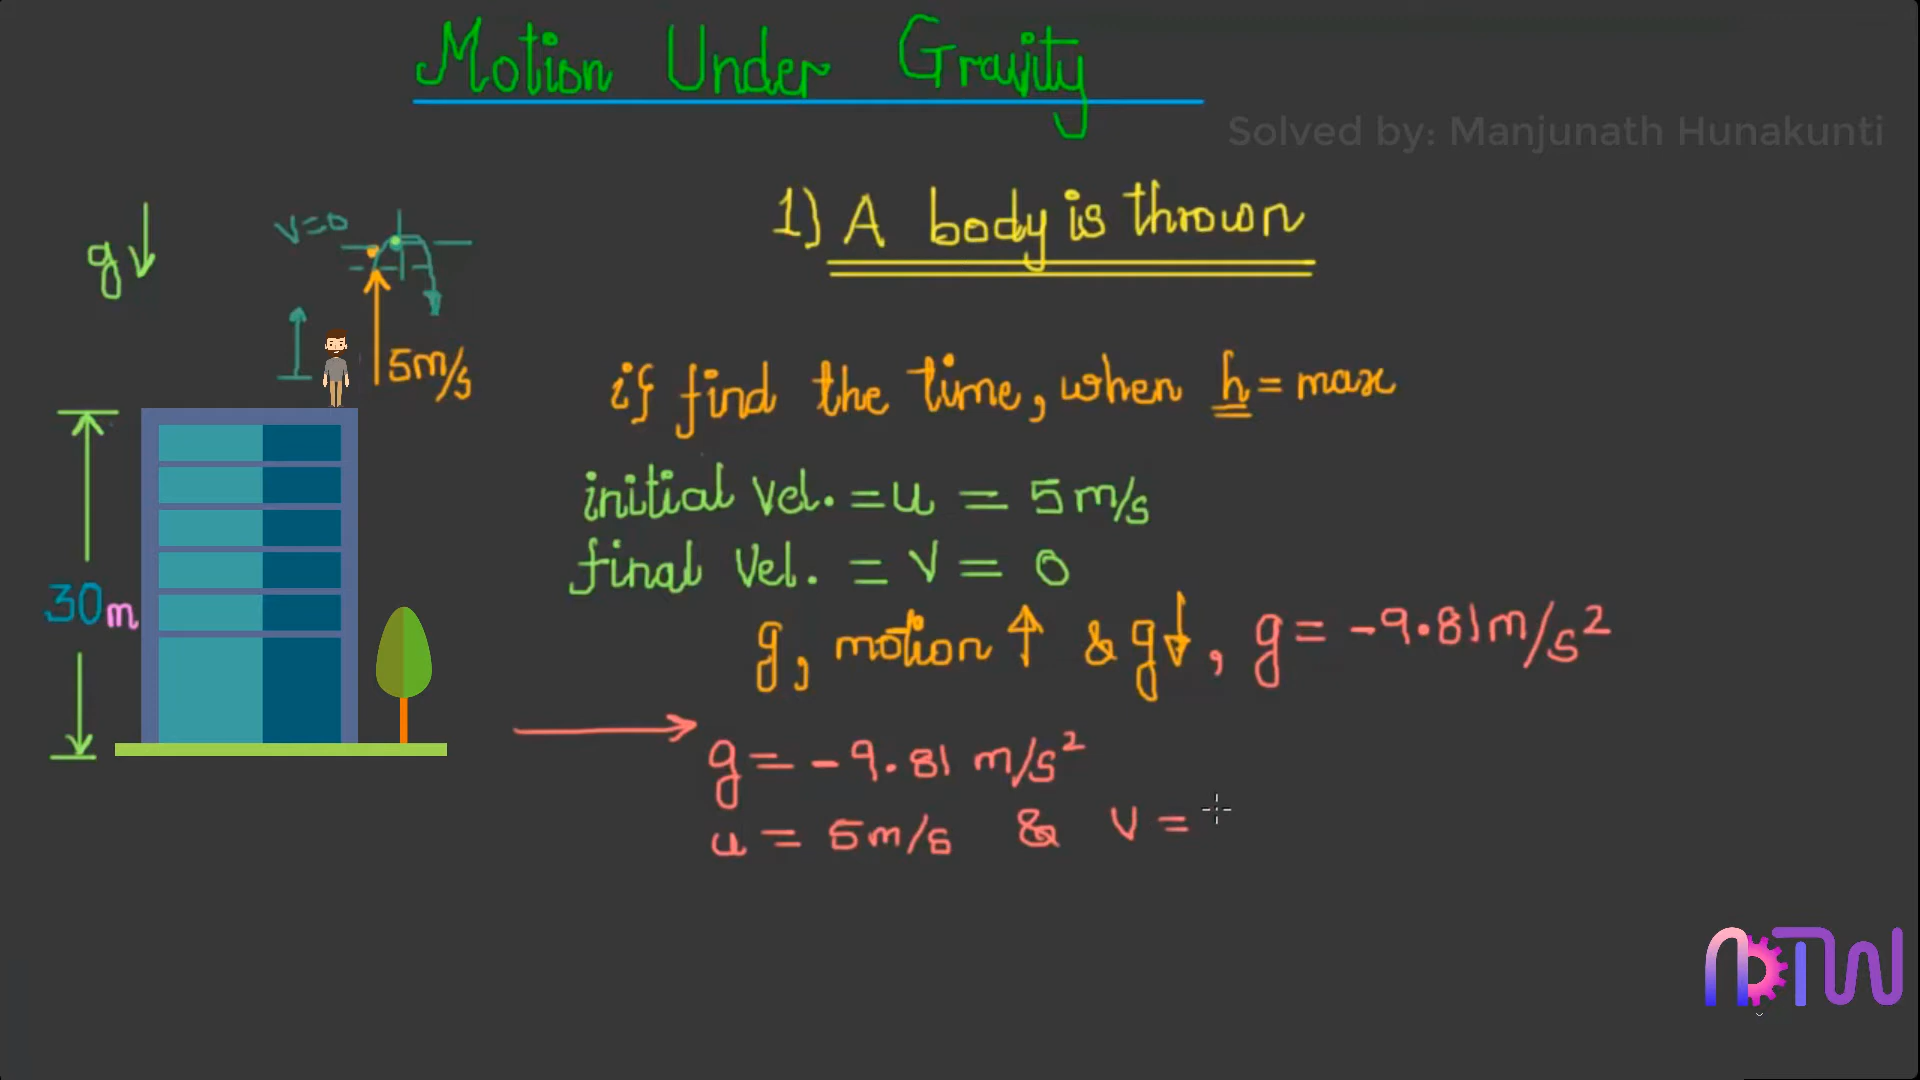 Motion Under Gravity
Solved by: Manjunath Hunakunti
1) A body is thrown
g↓
v=0
5m/s
30m
if find the time, when h = max
initial vel. = u = 5 m/s
final vel. = v = 0
g, motion ↑ & g↓, g = -9.81m/s²
g = -9.81 m/s²
u = 5m/s & v =